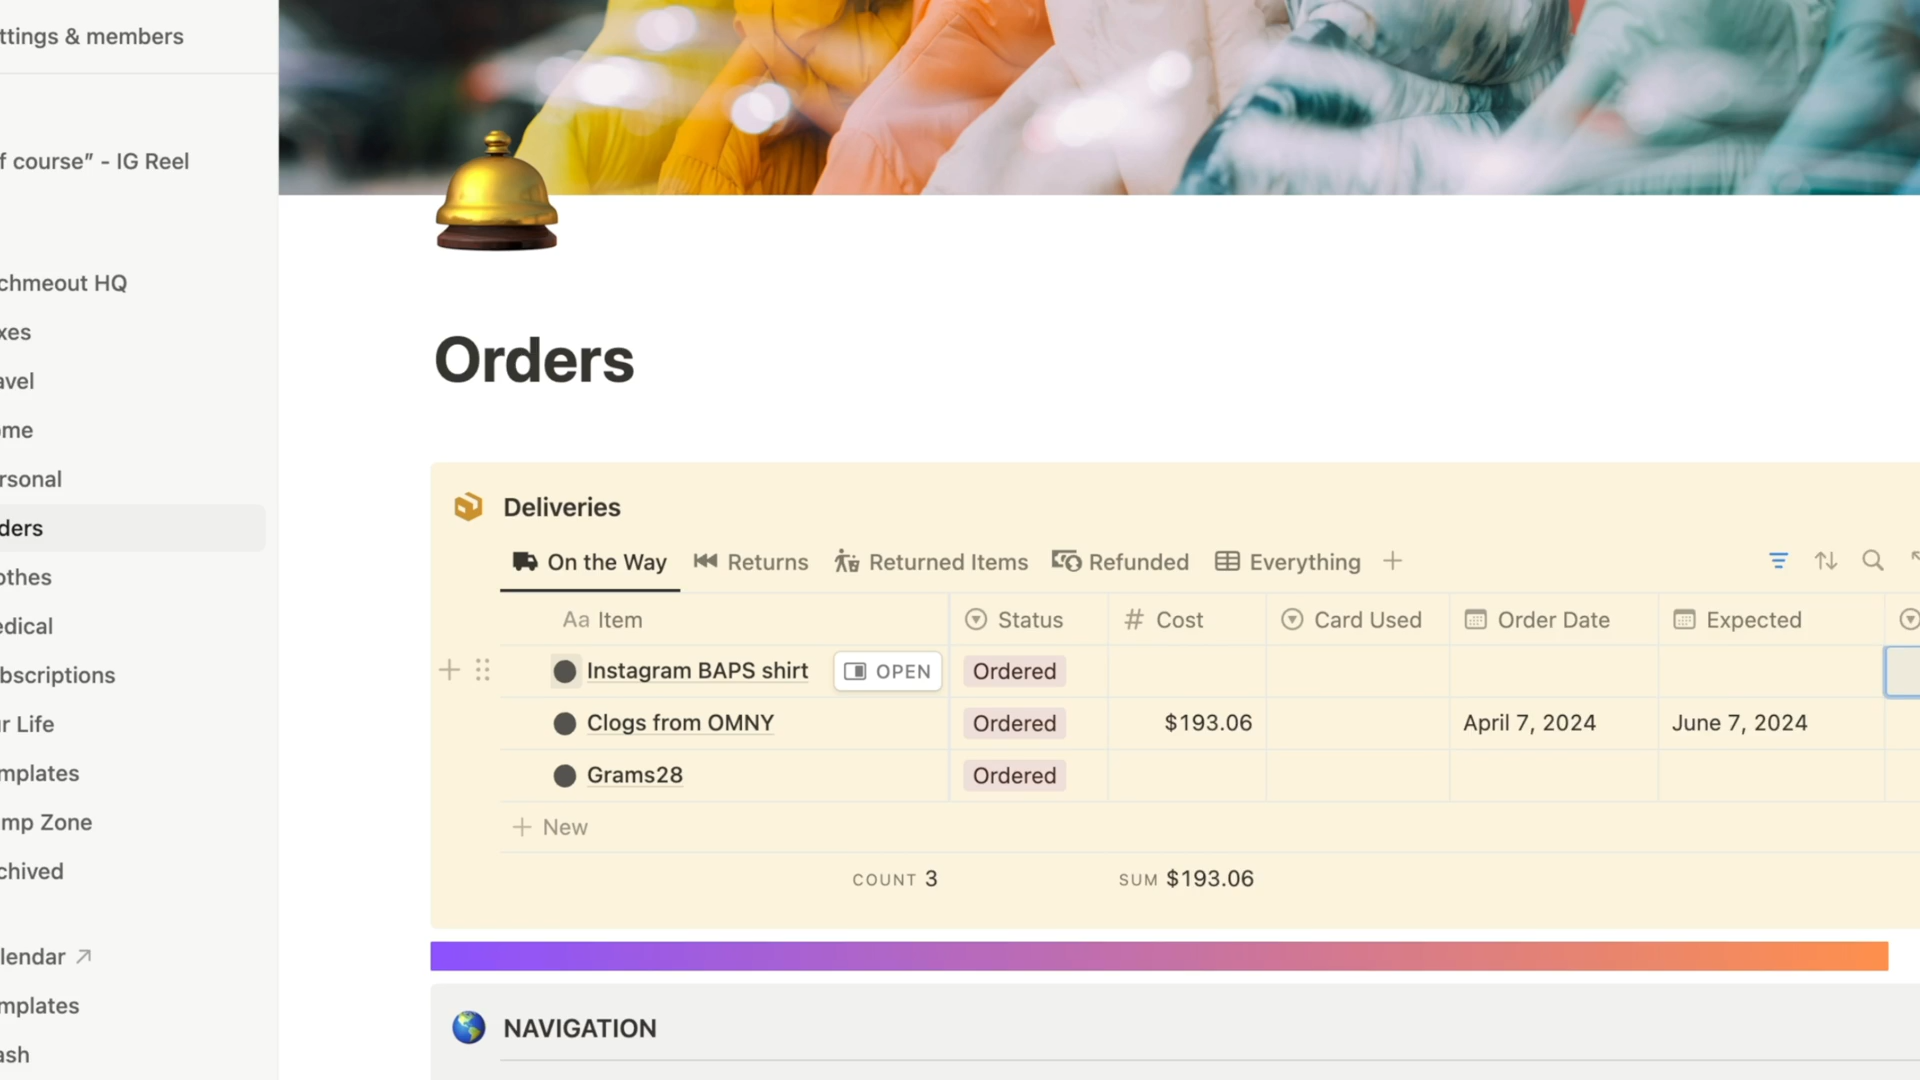 ttings & members
f course” - IG Reel
chmeout HQ
xes
avel
ome
rsonal
ders
othes
edical
bscriptions
r Life
mplates
mp Zone
chived
lendar ↗
mplates
ash
Orders
Deliveries
On the Way Returns Returned Items Refunded Everything +
Aa Item Status # Cost Card Used Order Date Expected
Instagram BAPS shirt OPEN Ordered
Clogs from OMNY Ordered $193.06 April 7, 2024 June 7, 2024
Grams28 Ordered
+ New
COUNT 3 SUM $193.06
NAVIGATION